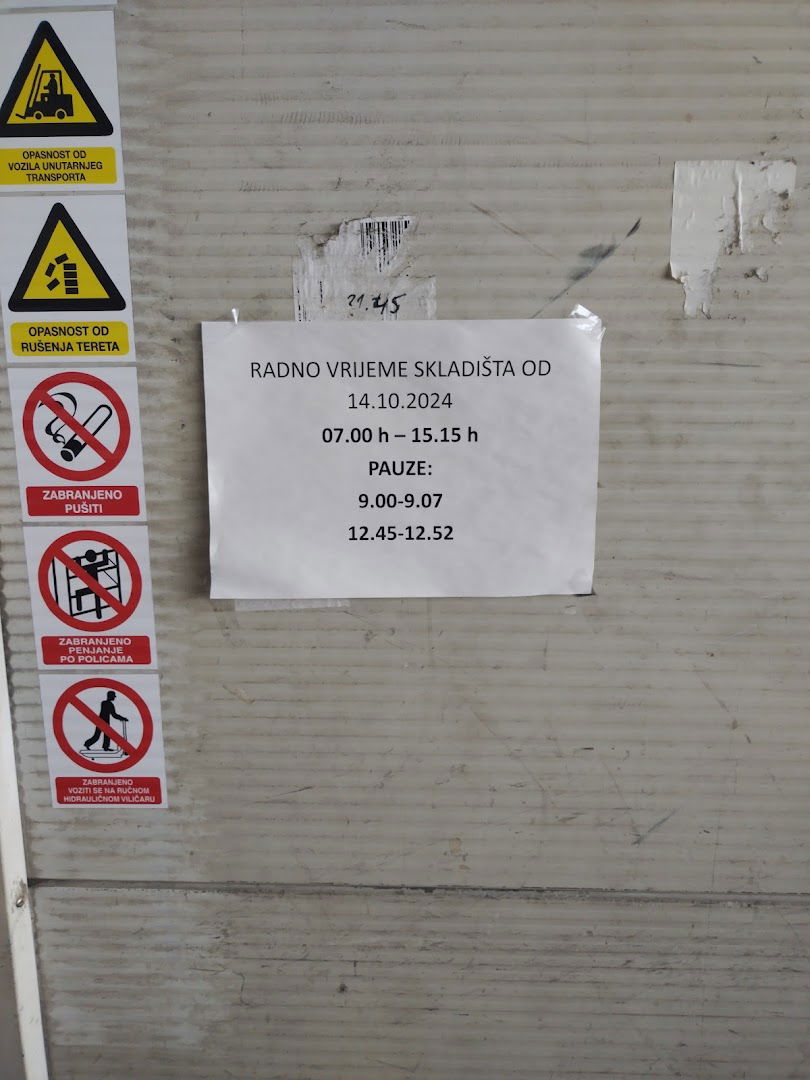 OPASNOST OD
VOZILA UNUTARNJEG
TRANSPORTA
OPASNOST OD
RUŠENJA TERETA
ZABRANJENO
PUŠITI
ZABRANJENO
PENJANJE
PO POLICAMA
ZABRANJENO
VOZITI SE NA RUČNOM
HIDRAULIČNOM VILIČARU
21.45
RADNO VRIJEME SKLADIŠTA OD
14.10.2024
07.00 h – 15.15 h
PAUZE:
9.00-9.07
12.45-12.52